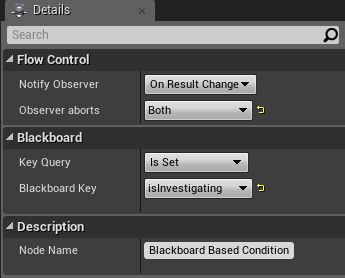 Details
Search
Flow Control
Notify Observer
On Result Change
Observer aborts
Both
Blackboard
Key Query
Is Set
Blackboard Key
isInvestigating
Description
Node Name
Blackboard Based Condition